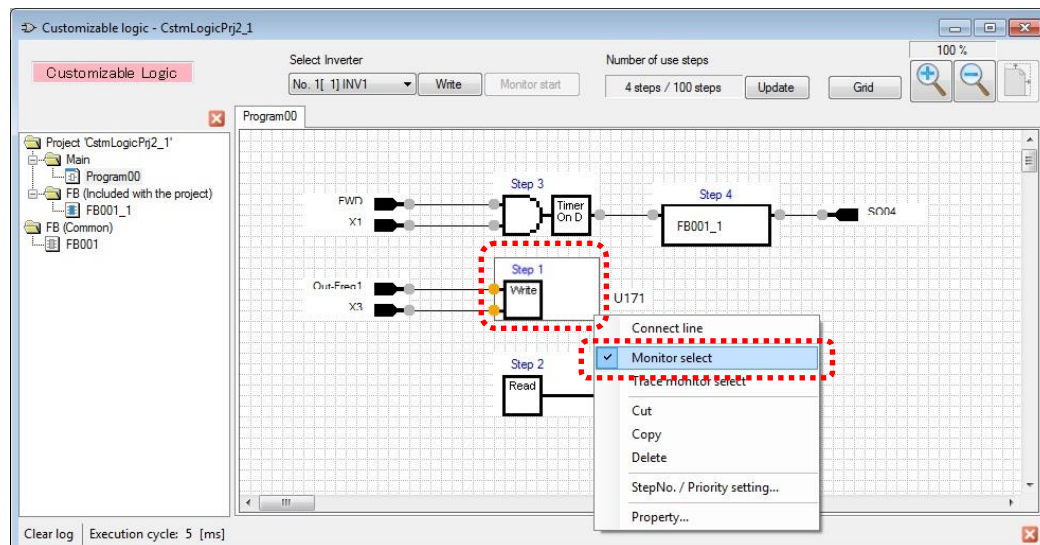 Customizable logic - CstmLogicPrj2_1
Customizable Logic
Select Inverter
No. 1[ 1] INV1
Write
Monitor start
Number of use steps
4 steps / 100 steps
Update
Grid
100 %
Program00
Project 'CstmLogicPrj2_1'
Main
Program00
FB (Included with the project)
FB001_1
FB (Common)
FB001
Step 3
Step 4
FWD
X1
Timer
On D
FB001_1
SO04
Step 1
Out-Freq1
X3
Write
U171
Step 2
Read
Connect line
Monitor select
Trace monitor select
Cut
Copy
Delete
StepNo. / Priority setting...
Property...
Clear log
Execution cycle: 5 [ms]